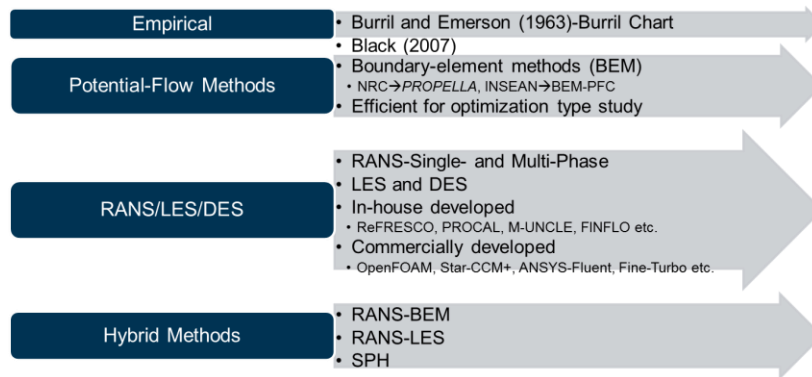 Empirical
• Burril and Emerson (1963)-Burril Chart
• Black (2007)
Potential-Flow Methods
• Boundary-element methods (BEM)
• NRC→PROPELLA, INSEAN→BEM-PFC
• Efficient for optimization type study
RANS/LES/DES
• RANS-Single- and Multi-Phase
• LES and DES
• In-house developed
• ReFRESCO, PROCAL, M-UNCLE, FINFLO etc.
• Commercially developed
• OpenFOAM, Star-CCM+, ANSYS-Fluent, Fine-Turbo etc.
Hybrid Methods
• RANS-BEM
• RANS-LES
• SPH